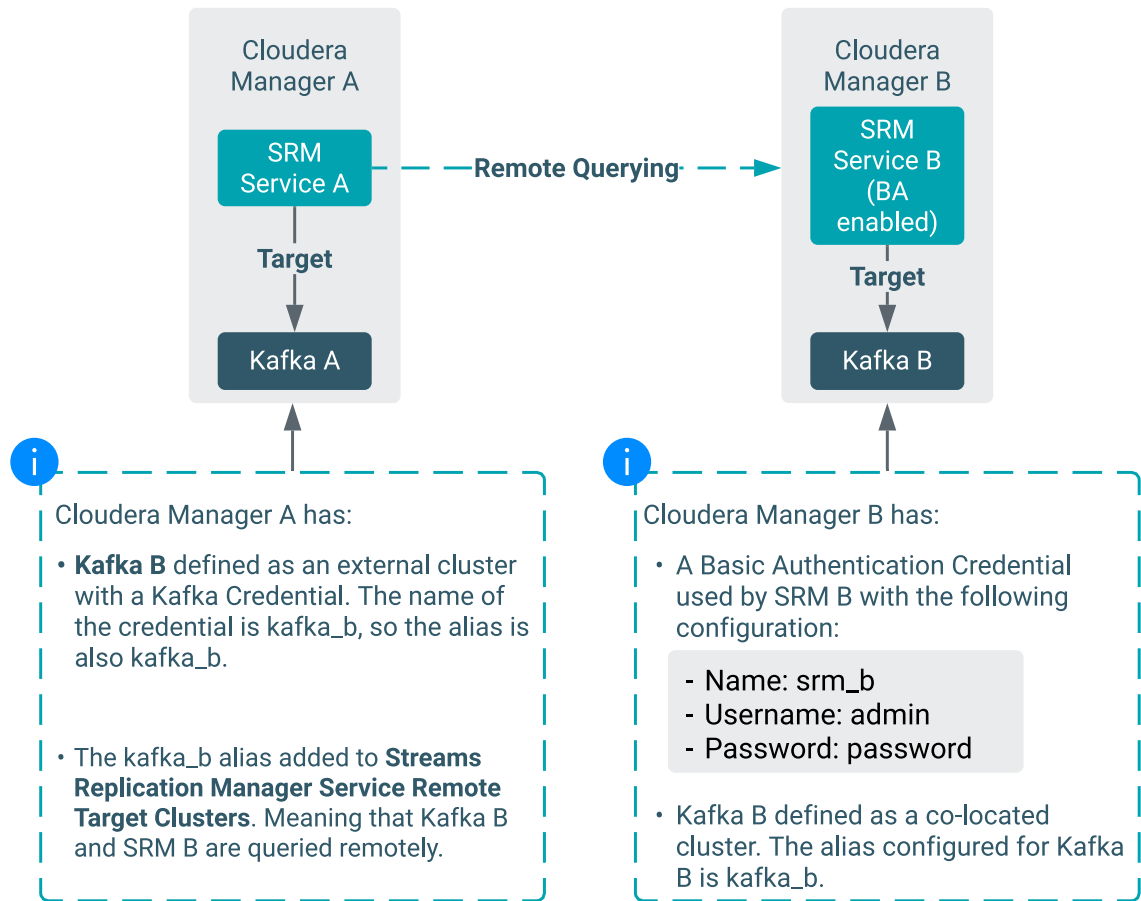 Cloudera
Manager A
SRM
Service A
Target
Kafka A
Remote Querying
Cloudera
Manager B
SRM
Service B
(BA
enabled)
Target
Kafka B
i
Cloudera Manager A has:
• Kafka B defined as an external cluster
with a Kafka Credential. The name of
the credential is kafka_b, so the alias is
also kafka_b.
• The kafka_b alias added to Streams
Replication Manager Service Remote
Target Clusters. Meaning that Kafka B
and SRM B are queried remotely.
i
Cloudera Manager B has:
• A Basic Authentication Credential
used by SRM B with the following
configuration:
- Name: srm_b
- Username: admin
- Password: password
• Kafka B defined as a co-located
cluster. The alias configured for Kafka
B is kafka_b.